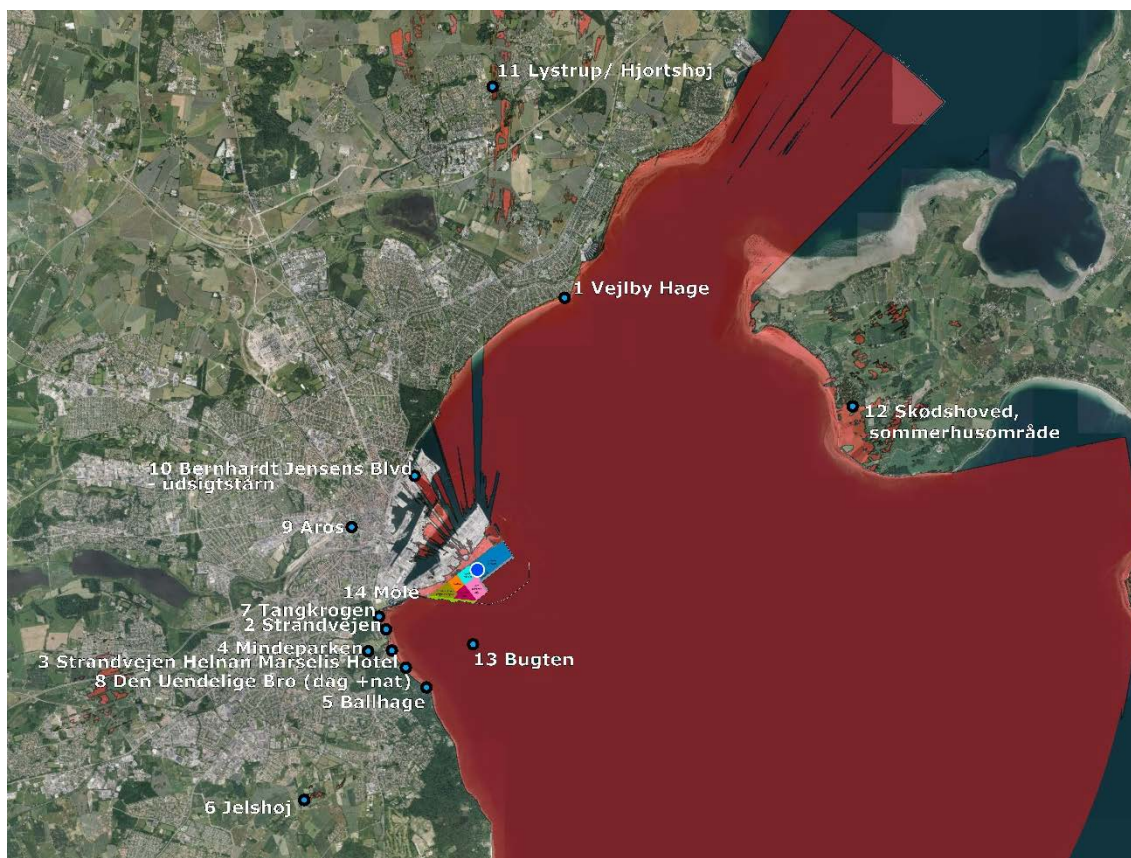 11 Lystrup/ Hjortshøj
1 Vejlby Hage
12 Skødshoved,
sommerhusområde
10 Bernhardt Jensens Blvd
- udsigtstårn
9 Aros
14 Mole
7 Tangkrogen
2 Strandvejen
4 Mindeparken
3 Strandvejen Helnan Marselis Hotel
13 Bugten
8 Den Uendelige Bro (dag +nat)
5 Ballhage
6 Jelshøj